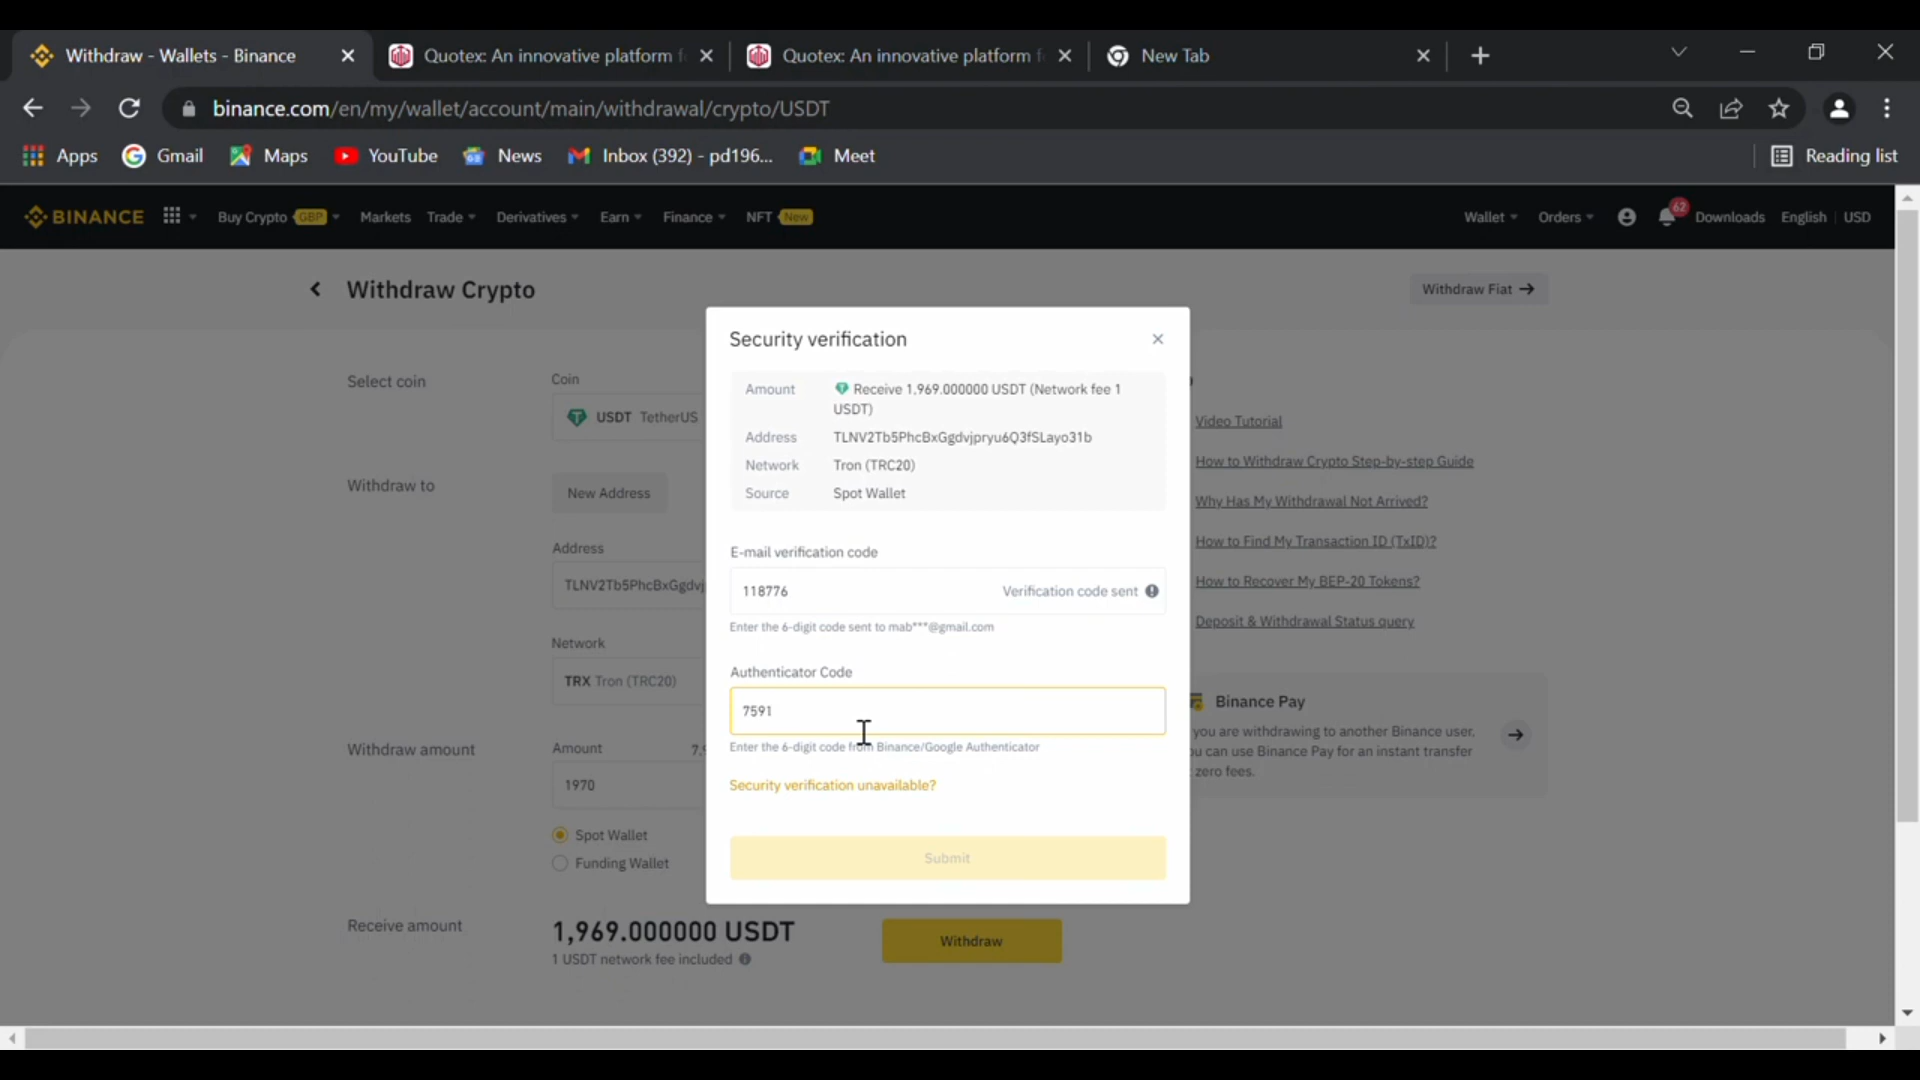 Withdraw - Wallets - Binance
Quotex: An innovative platform f
Quotex: An innovative platform f
New Tab
binance.com/en/my/wallet/account/main/withdrawal/crypto/USDT
Apps
Gmail
Maps
YouTube
News
Inbox (392) - pd196...
Meet
Reading list
BINANCE
Buy Crypto GBP
Markets
Trade
Derivatives
Earn
Finance
NFT New
Wallet
Orders
62
Downloads
English
USD
Withdraw Crypto
Withdraw Fiat →
Security verification
Amount
Receive 1,969.000000 USDT (Network fee 1
USDT)
Address
TLNV2Tb5PhcBxGgdvjpryu6Q3fSLayo31b
Network
Tron (TRC20)
Source
Spot Wallet
E-mail verification code
118776
Verification code sent
Enter the 6-digit code sent to mab***@gmail.com
Authenticator Code
7591
Enter the 6-digit code from Binance/Google Authenticator
Security verification unavailable?
Submit
Select coin
Coin
USDT TetherUS
Withdraw to
New Address
Address
TLNV2Tb5PhcBxGgdvj
Network
TRX Tron (TRC20)
Withdraw amount
Amount
7,9
1970
Spot Wallet
Funding Wallet
Receive amount
1,969.000000 USDT
1 USDT network fee included
Withdraw
Video Tutorial
How to Withdraw Crypto Step-by-step Guide
Why Has My Withdrawal Not Arrived?
How to Find My Transaction ID (TxID)?
How to Recover My BEP-20 Tokens?
Deposit & Withdrawal Status query
Binance Pay
you are withdrawing to another Binance user,
u can use Binance Pay for an instant transfer
zero fees.